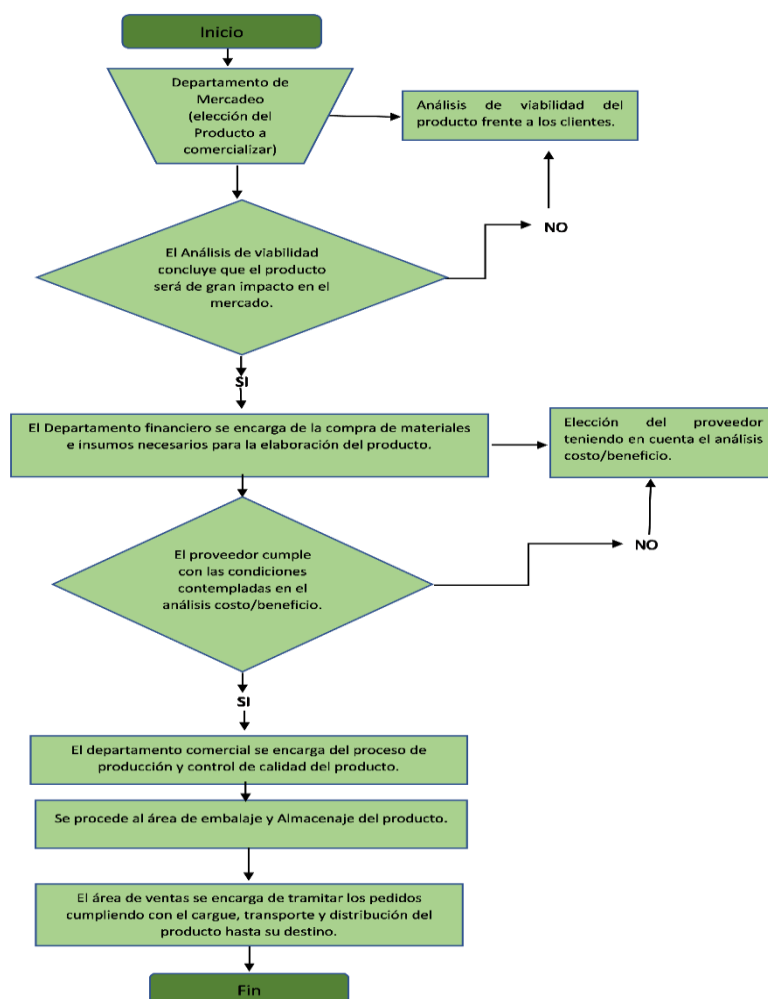 Inicio
Departamento de
Mercadeo
(elección del
Producto a
comercializar)
Análisis de viabilidad del
producto frente a los clientes.
NO
El Análisis de viabilidad
concluye que el producto
será de gran impacto en el
mercado.
SI
El Departamento financiero se encarga de la compra de materiales
e insumos necesarios para la elaboración del producto.
Elección del proveedor
teniendo en cuenta el análisis
costo/beneficio.
NO
El proveedor cumple
con las condiciones
contempladas en el
análisis costo/beneficio.
SI
El departamento comercial se encarga del proceso de
producción y control de calidad del producto.
Se procede al área de embalaje y Almacenaje del producto.
El área de ventas se encarga de tramitar los pedidos
cumpliendo con el cargue, transporte y distribución del
producto hasta su destino.
Fin